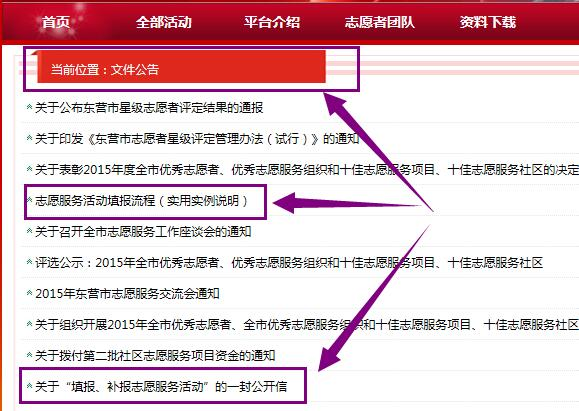 首页 全部活动 平台介绍 志愿者团队 资料下载
当前位置：文件公告
关于公布东营市星级志愿者评定结果的通报
关于印发《东营市志愿者星级评定管理办法（试行）》的通知
关于表彰2015年度全市优秀志愿者、优秀志愿服务组织和十佳志愿服务项目、十佳志愿服务社区的决定
志愿服务活动填报流程（实用实例说明）
关于召开全市志愿服务工作座谈会的通知
评选公示：2015年全市优秀志愿者、优秀志愿服务组织和十佳志愿服务项目、十佳志愿服务社区
2015年东营市志愿服务交流会通知
关于组织开展2015年全市优秀志愿者、全市优秀志愿服务组织和十佳志愿服务项目、十佳志愿服务社区
关于拨付第二批社区志愿服务项目资金的通知
关于“填报、补报志愿服务活动”的一封公开信